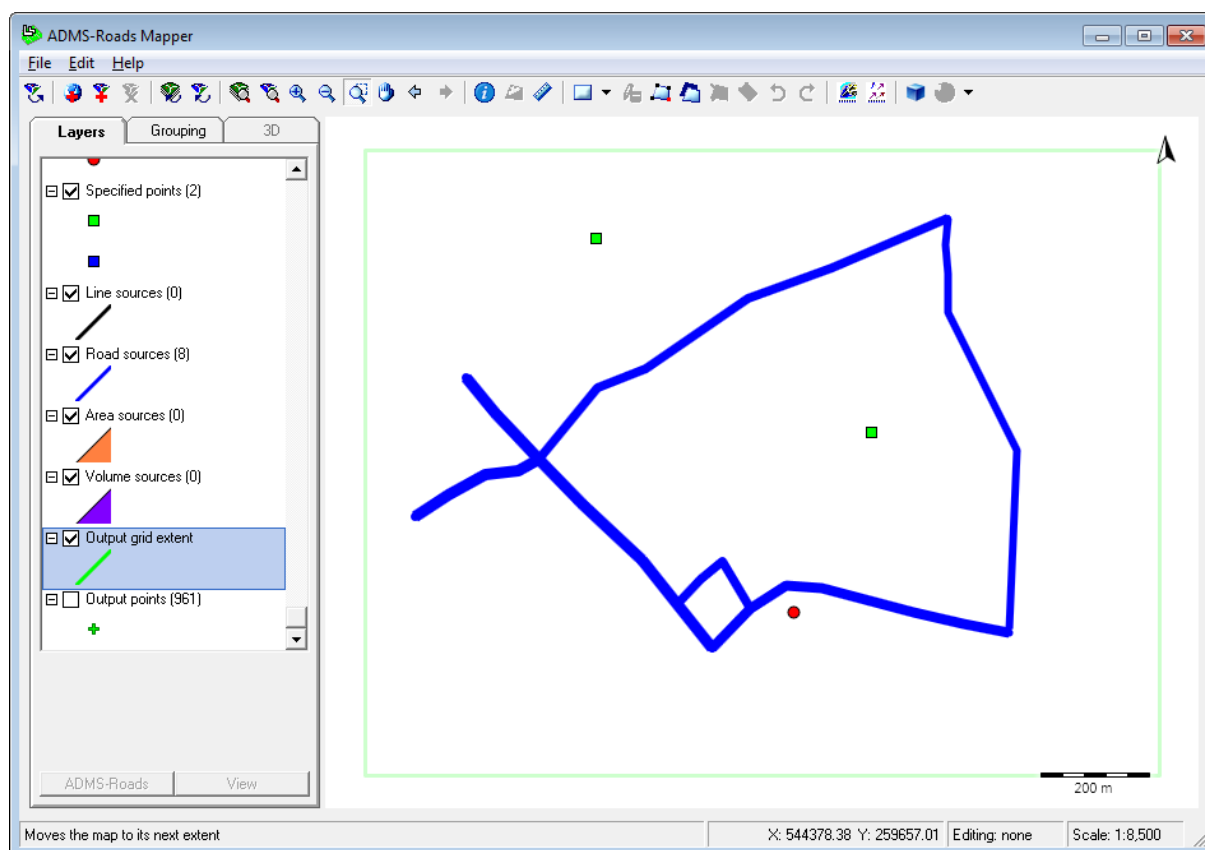 ADMS-Roads Mapper
File Edit Help
Layers Grouping 3D
Specified points (2)
Line sources (0)
Road sources (8)
Area sources (0)
Volume sources (0)
Output grid extent
Output points (961)
200 m
ADMS-Roads View
Moves the map to its next extent X: 544378.38 Y: 259657.01 Editing: none Scale: 1:8,500